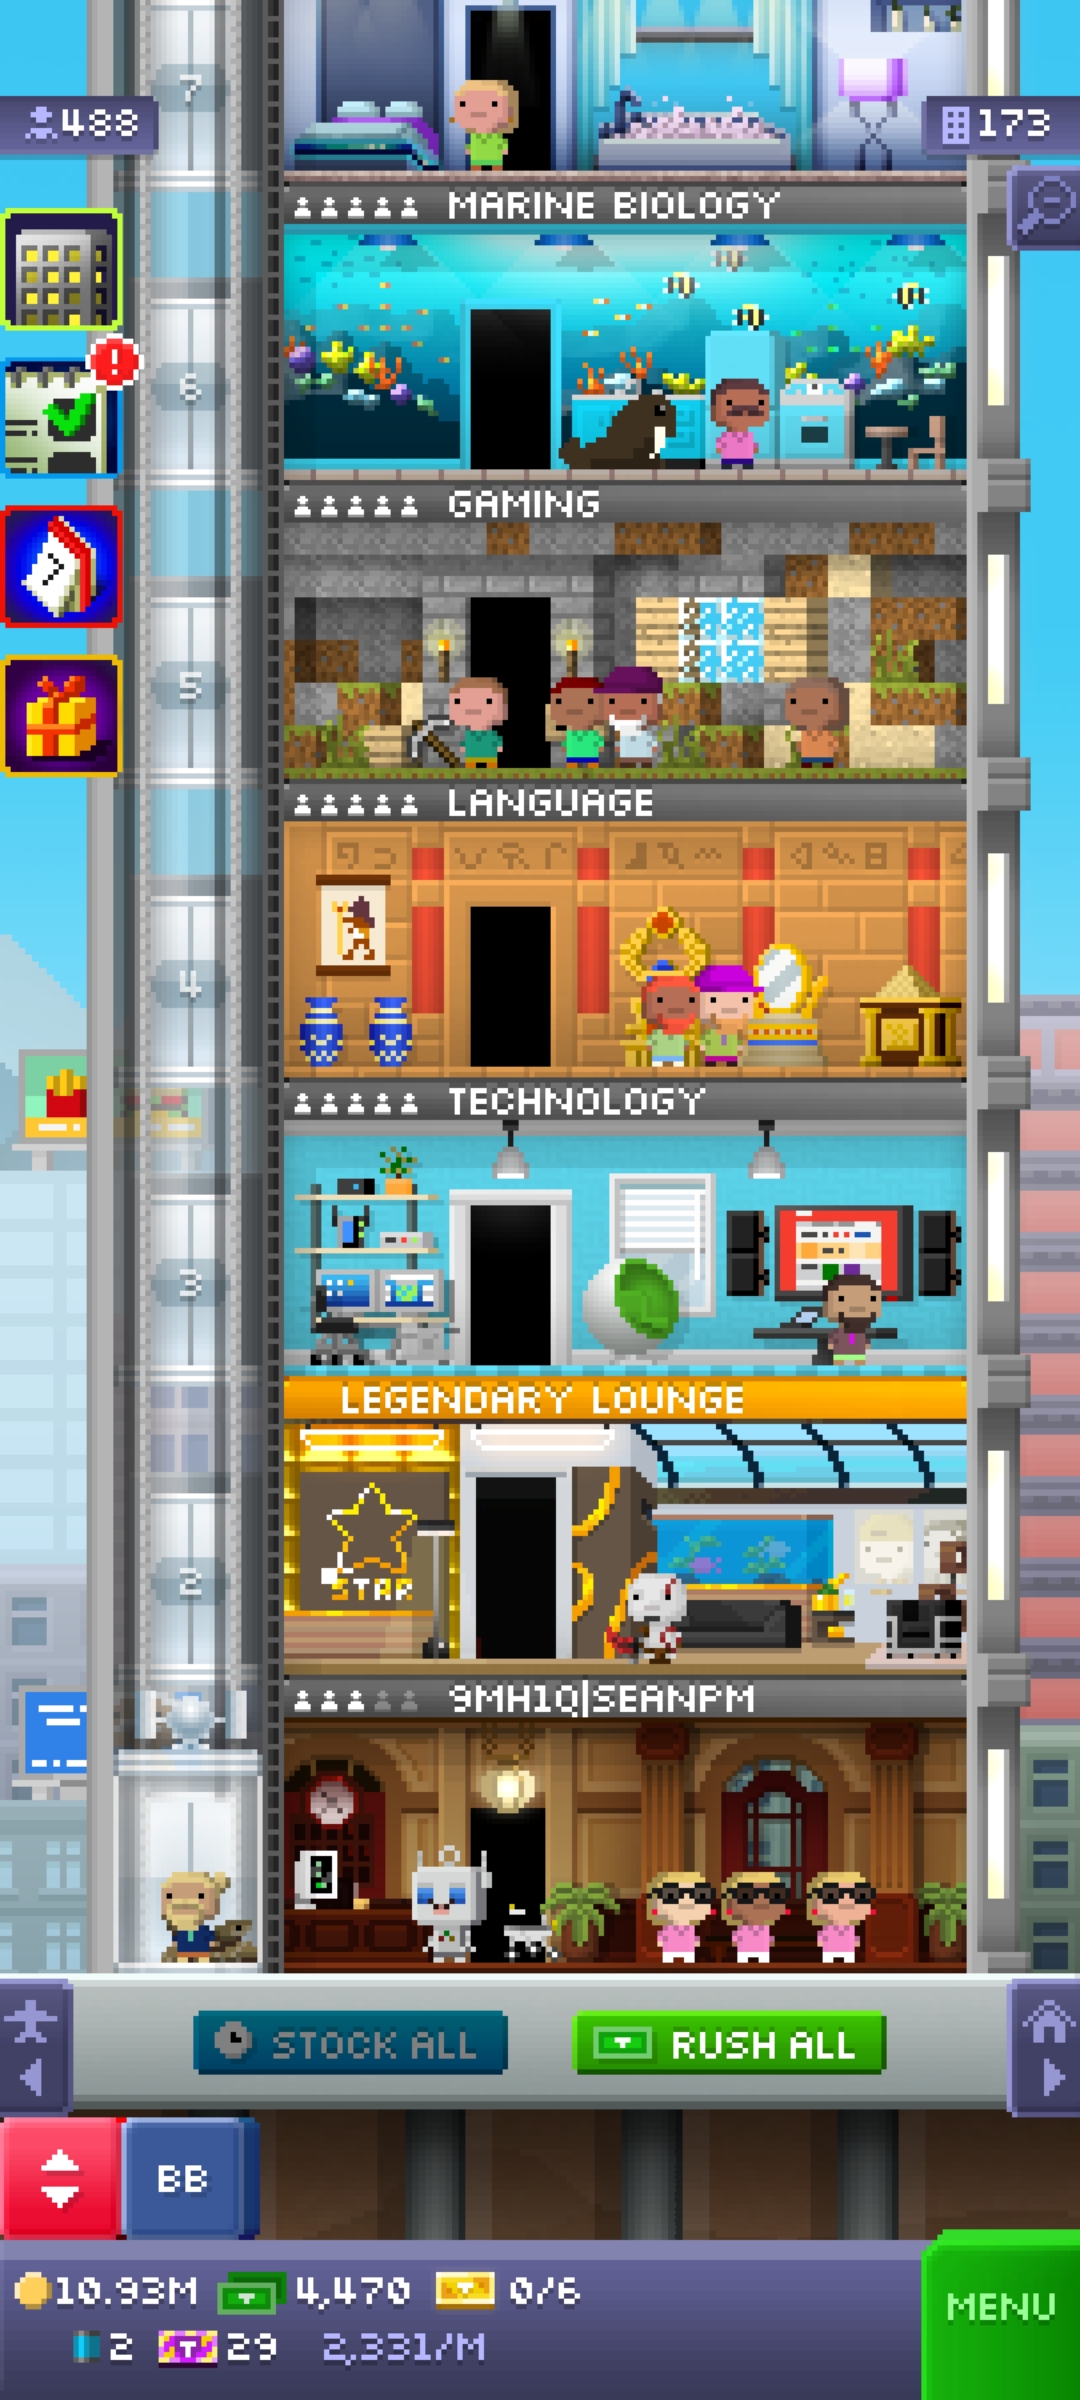 7
488
173
MARINE BIOLOGY
6
GAMING
7
5
LANGUAGE
4
TECHNOLOGY
3
LEGENDARY LOUNGE
STAR
2
9MH1Q|SEANPM
STOCK ALL
RUSH ALL
BB
10.93M 4,470 0/6
MENU
2 29 2,331/M